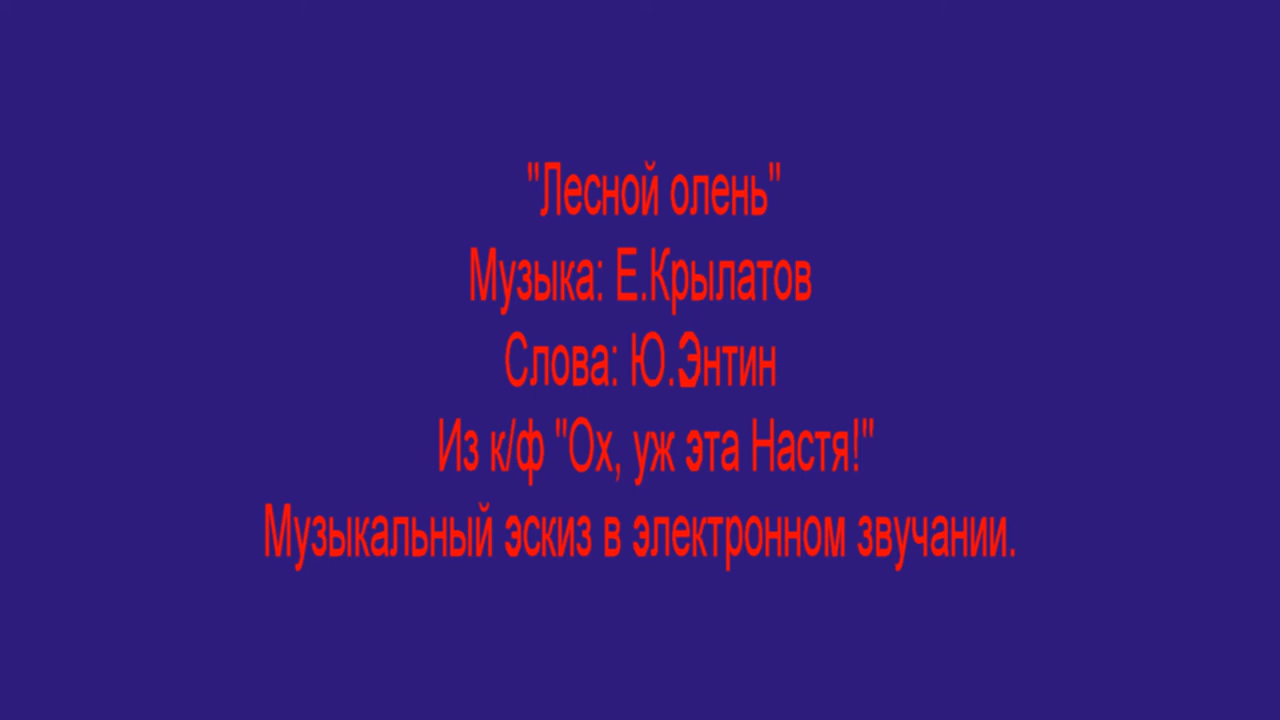 "Лесной олень"
Музыка: Е.Крылатов
Слова: Ю.Энтин
Из к/ф "Ох, уж эта Настя!"
Музыкальный эскиз в электронном звучании.